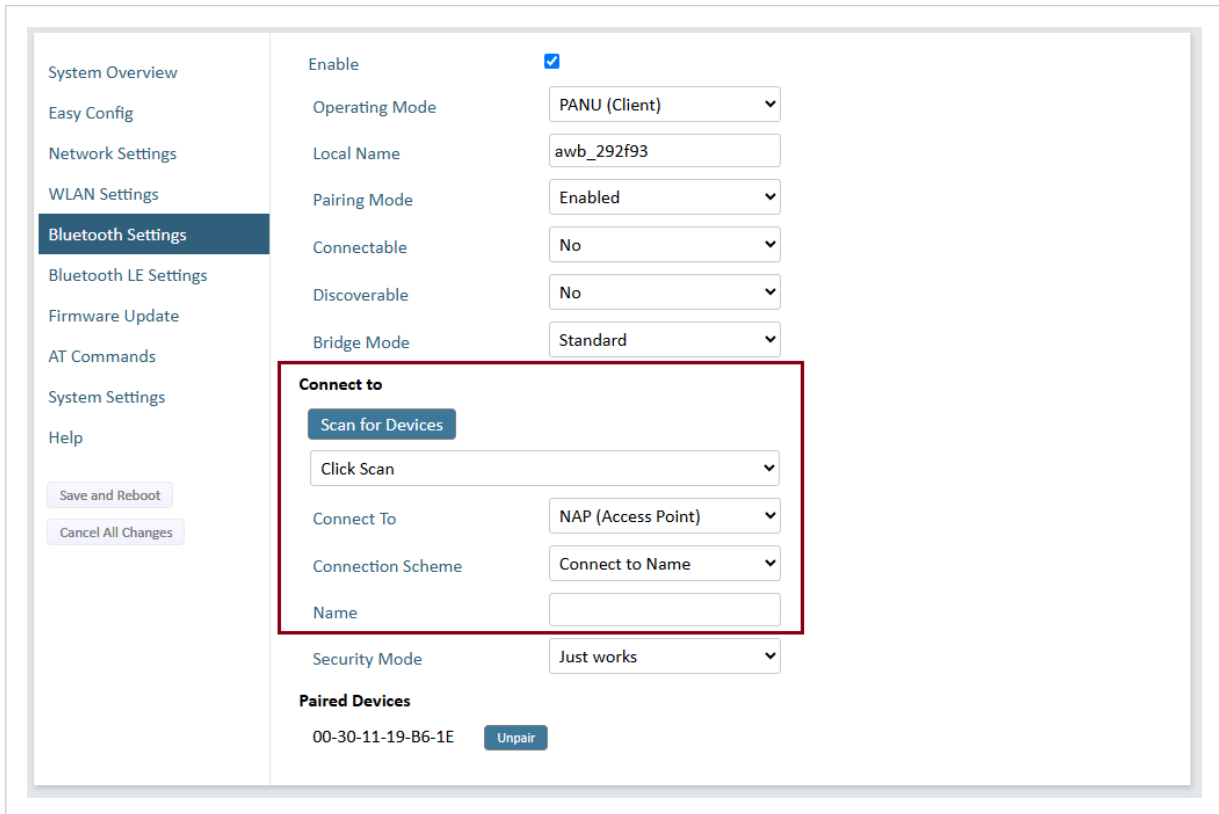 System Overview
Easy Config
Network Settings
WLAN Settings
Bluetooth Settings
Bluetooth LE Settings
Firmware Update
AT Commands
System Settings
Help
Save and Reboot
Cancel All Changes
Enable
Operating Mode PANU (Client)
Local Name awb_292f93
Pairing Mode Enabled
Connectable No
Discoverable No
Bridge Mode Standard
Connect to
Scan for Devices
Click Scan
Connect To NAP (Access Point)
Connection Scheme Connect to Name
Name
Security Mode Just works
Paired Devices
00-30-11-19-B6-1E Unpair